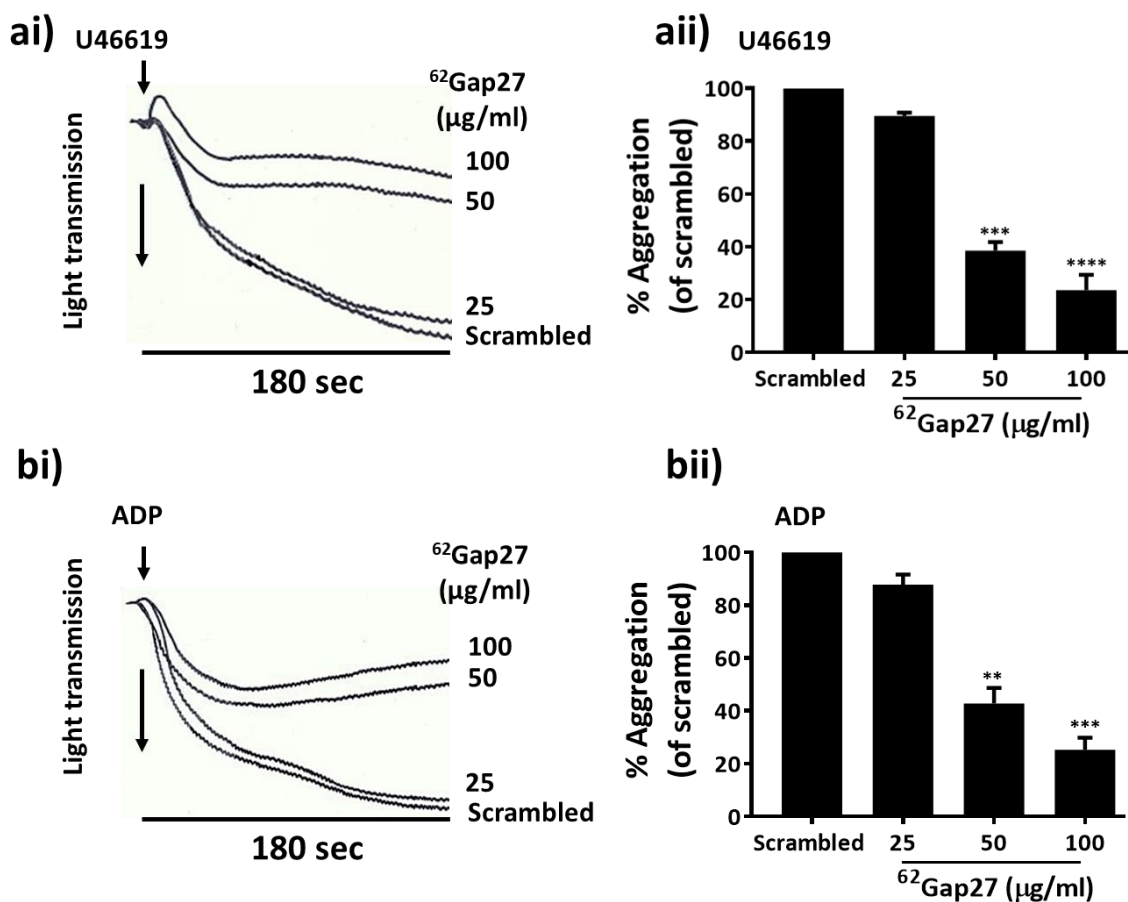 ai)
U46619
⁶²Gap27
(μg/ml)
100
50
25
Scrambled
Light transmission
180 sec
aii)
U46619
% Aggregation
(of scrambled)
100
80
60
40
20
0
***
****
Scrambled 25 50 100
⁶²Gap27 (μg/ml)
bi)
ADP
⁶²Gap27
(μg/ml)
100
50
25
Scrambled
Light transmission
180 sec
bii)
ADP
% Aggregation
(of scrambled)
100
80
60
40
20
0
**
***
Scrambled 25 50 100
⁶²Gap27 (μg/ml)